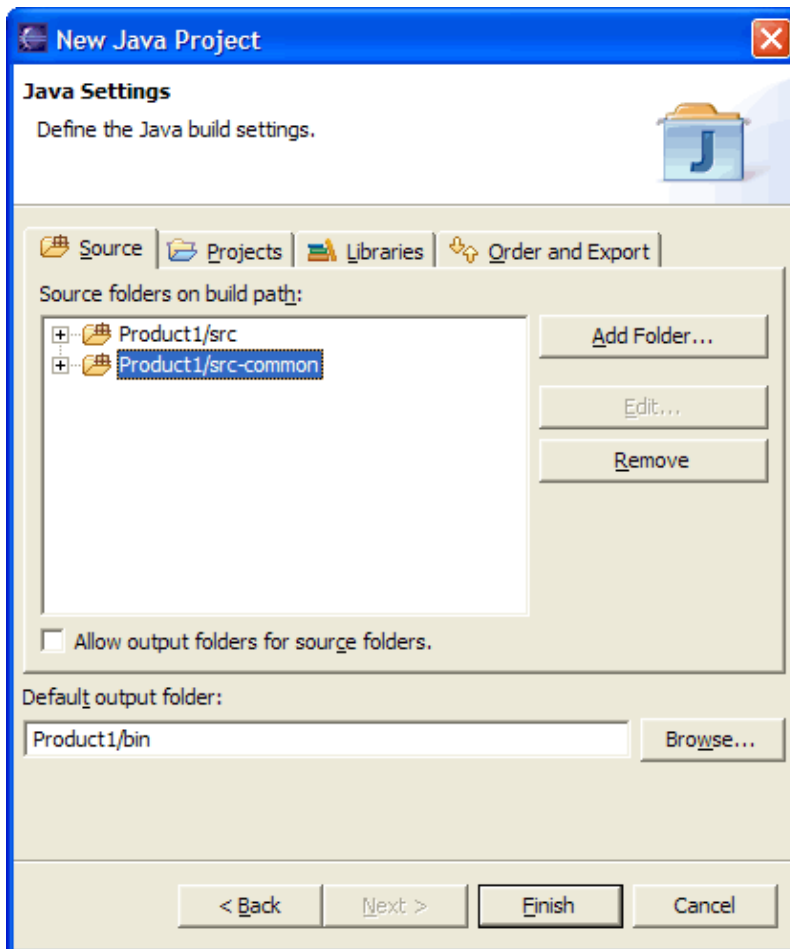 New Java Project
Java Settings
Define the Java build settings.
Source Projects Libraries Order and Export
Source folders on build path:
Product1/src
Product1/src-common
Add Folder...
Edit...
Remove
Allow output folders for source folders.
Default output folder:
Product1/bin Browse...
< Back Next > Finish Cancel